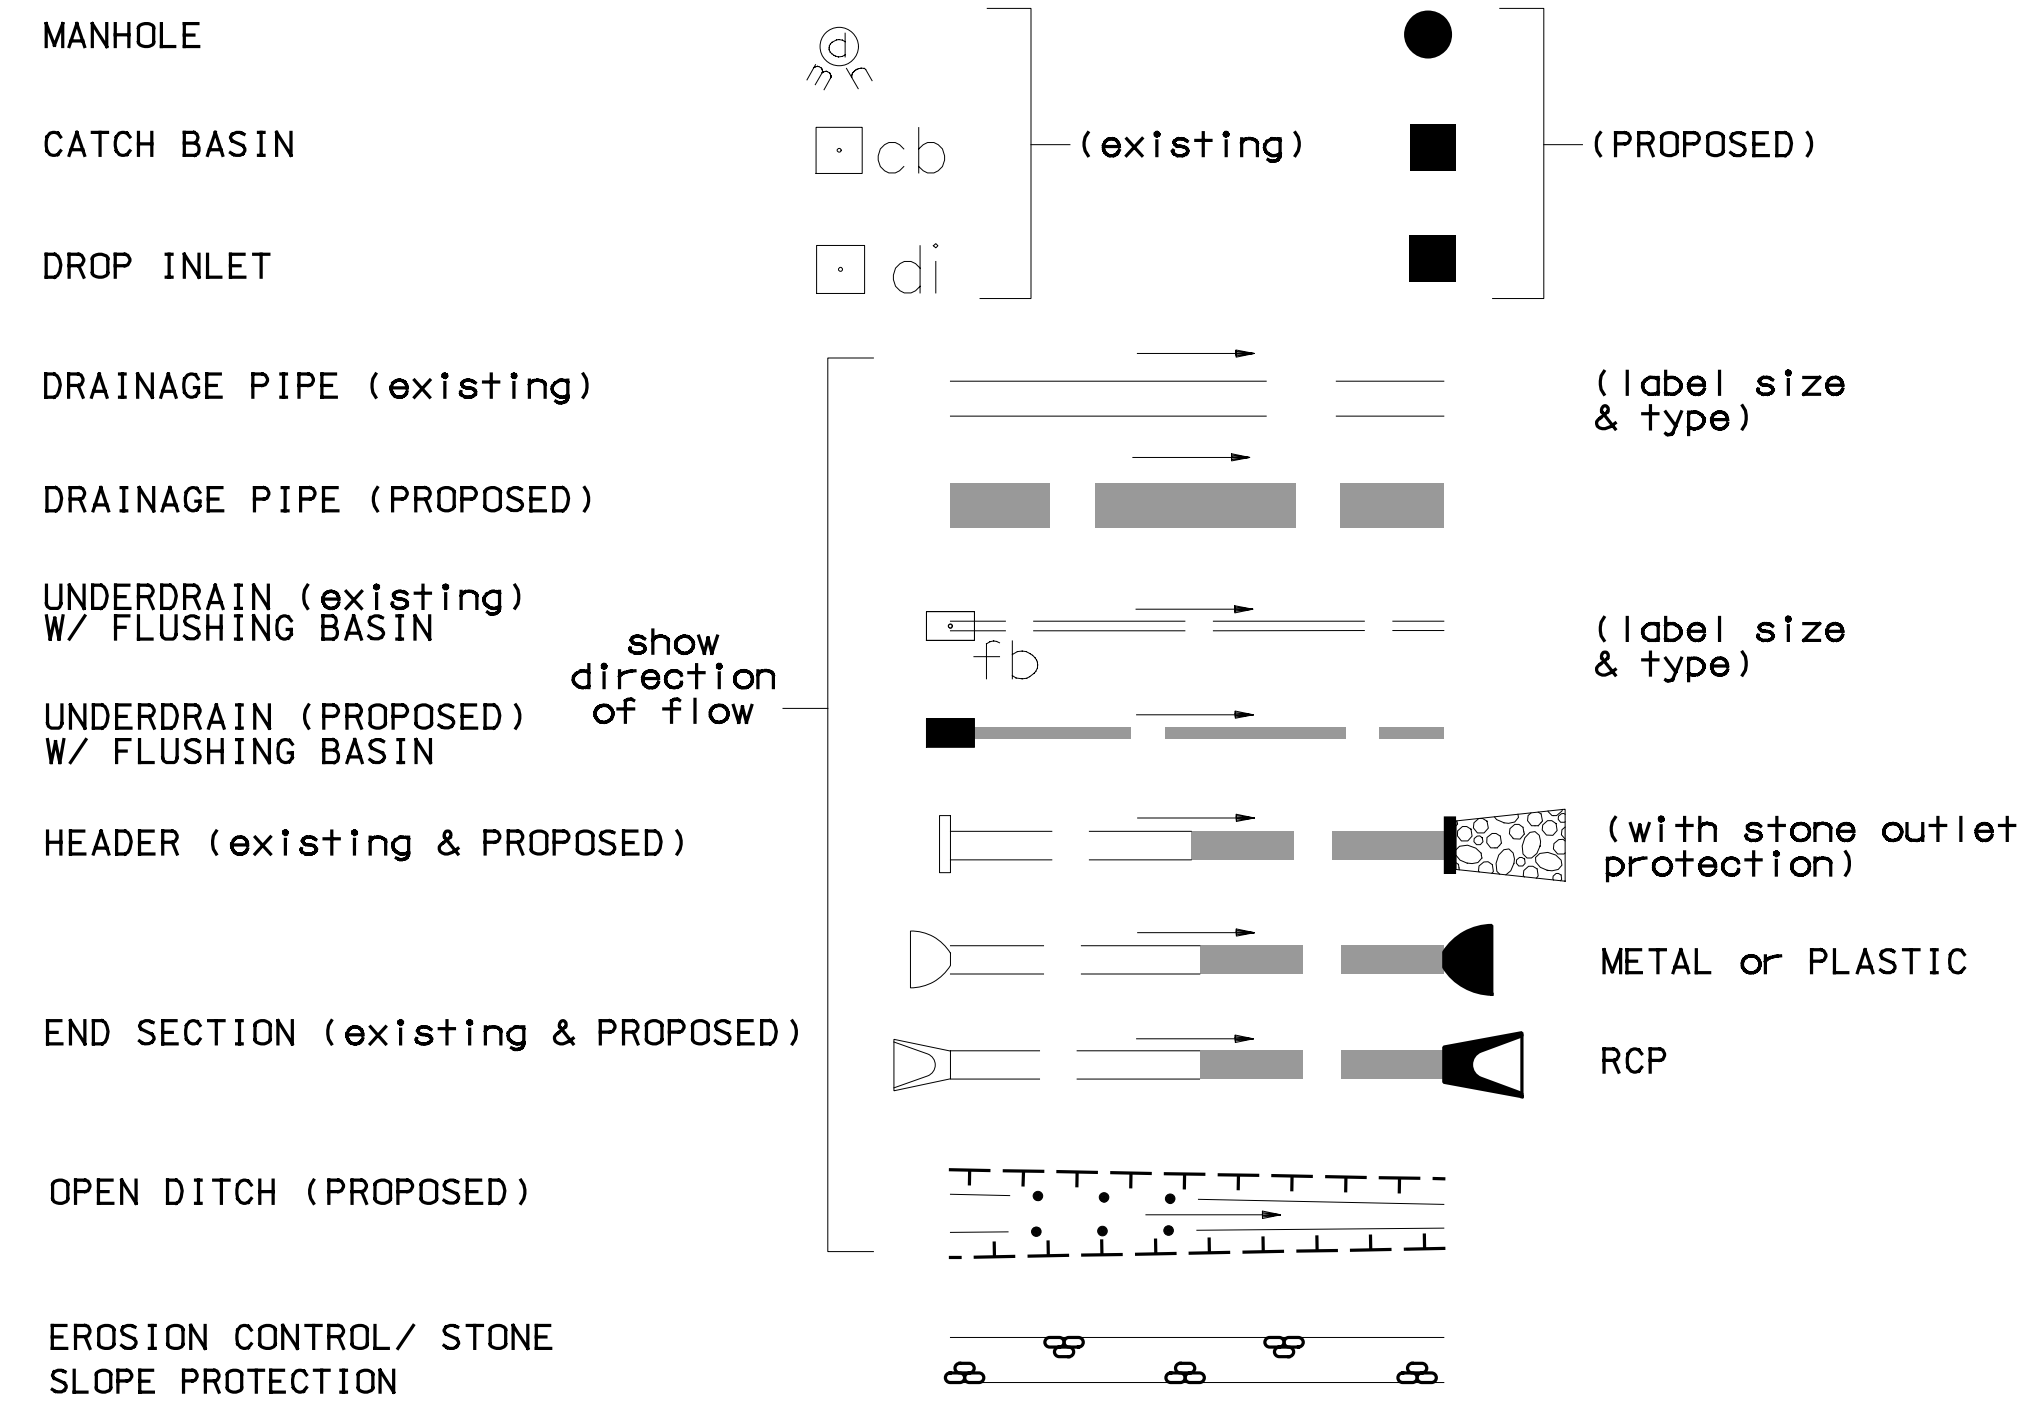 MANHOLE
d
m h
CATCH BASIN
cb
(existing)
(PROPOSED)
DROP INLET
di
DRAINAGE PIPE (existing)
(label size
& type)
DRAINAGE PIPE (PROPOSED)
UNDERDRAIN (existing)
W/ FLUSHING BASIN
fb
(label size
& type)
show
direction
of flow
UNDERDRAIN (PROPOSED)
W/ FLUSHING BASIN
HEADER (existing & PROPOSED)
(with stone outlet
protection)
METAL or PLASTIC
END SECTION (existing & PROPOSED)
RCP
OPEN DITCH (PROPOSED)
EROSION CONTROL/ STONE
SLOPE PROTECTION